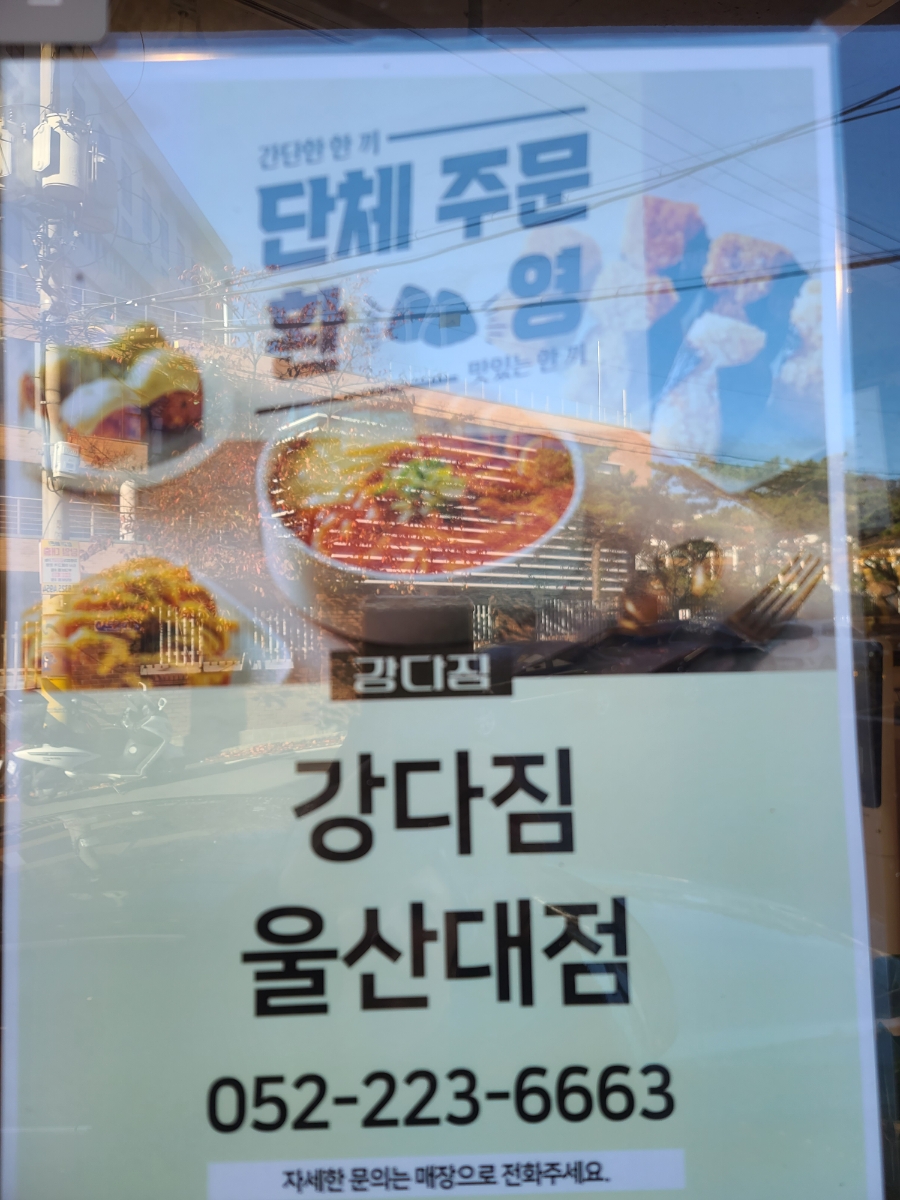 간단한 한 끼
단체 주문
환 영
맛있는 한 끼
강다짐
강다짐
울산대점
052-223-6663
자세한 문의는 매장으로 전화주세요.